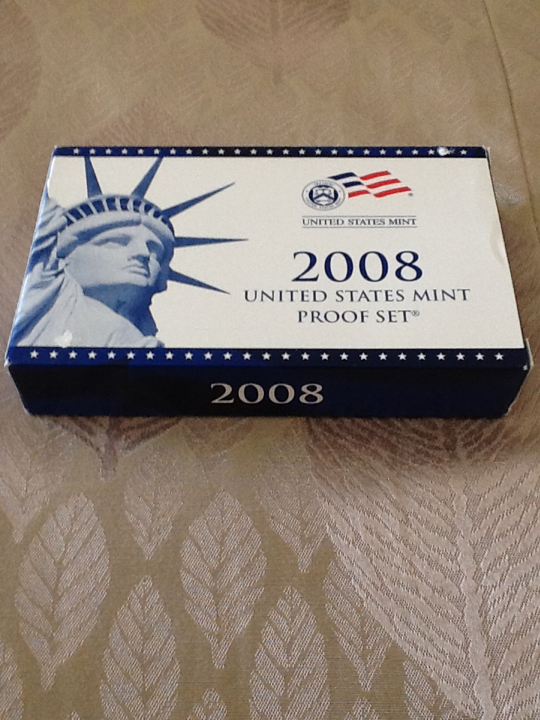 UNITED STATES MINT
2008
UNITED STATES MINT
PROOF SET®
2008